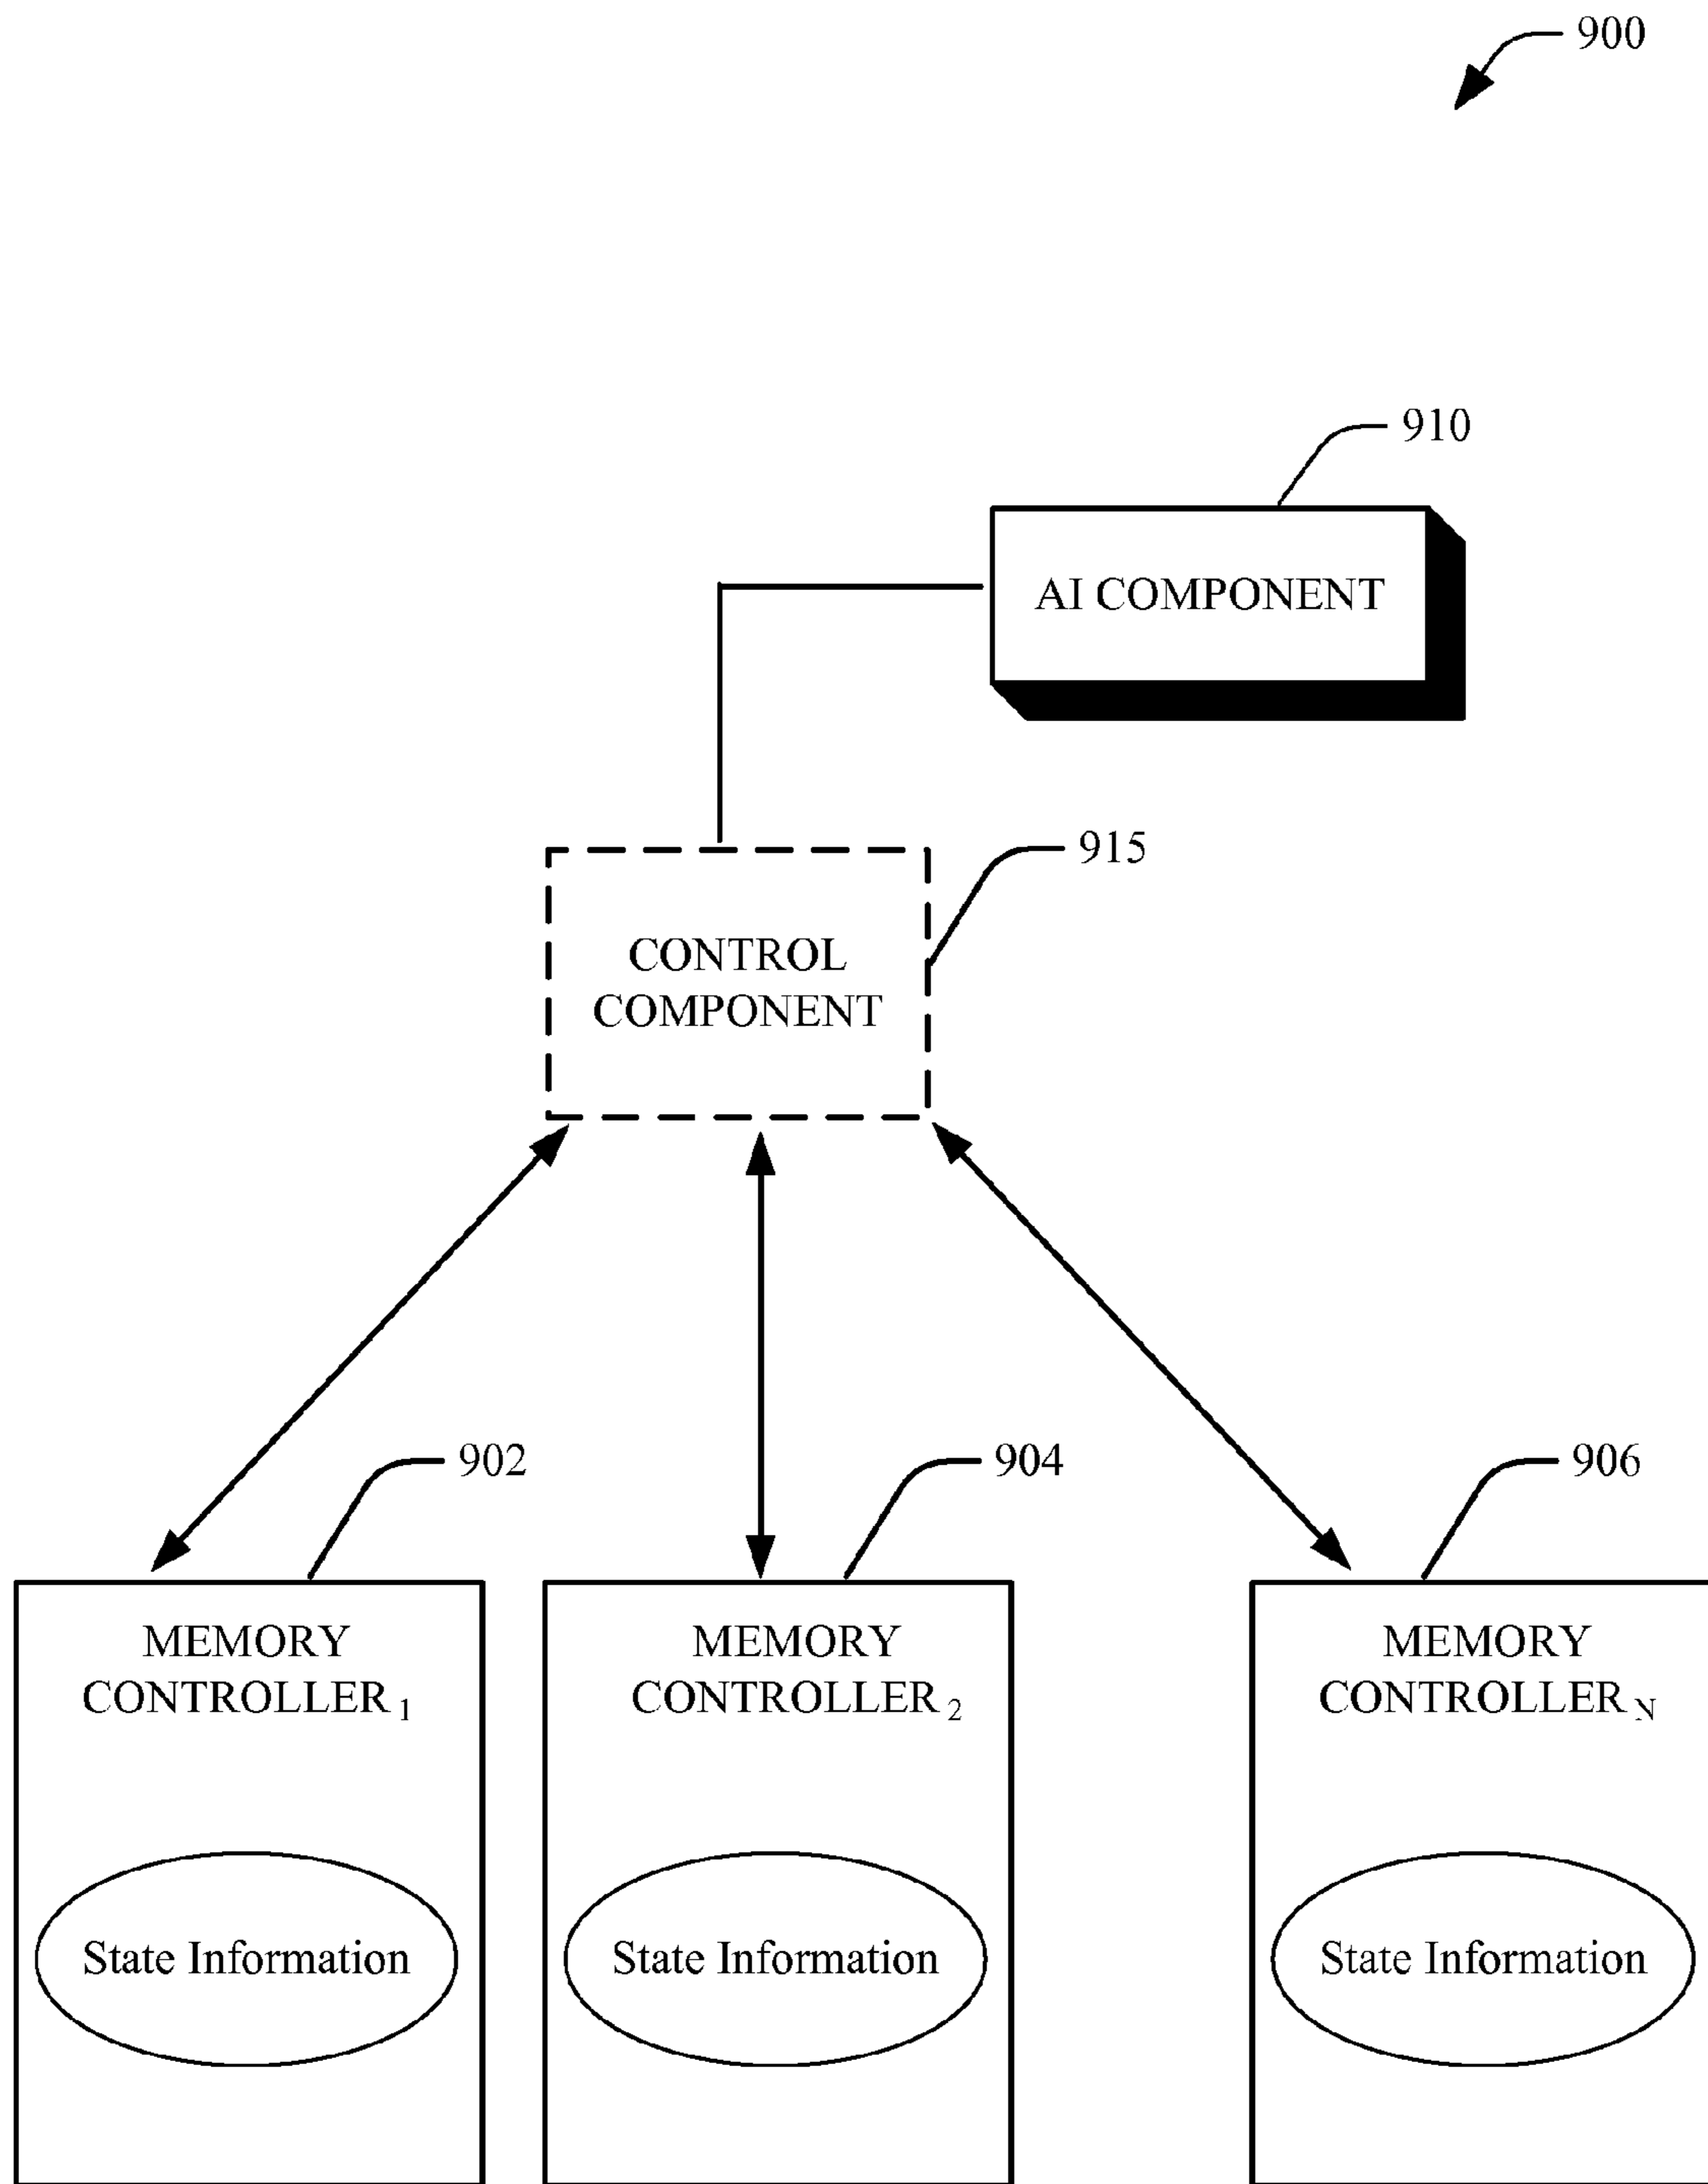 900
910
AI COMPONENT
915
CONTROL
COMPONENT
902
904
906
MEMORY
CONTROLLER 1
MEMORY
CONTROLLER 2
MEMORY
CONTROLLER N
State Information
State Information
State Information